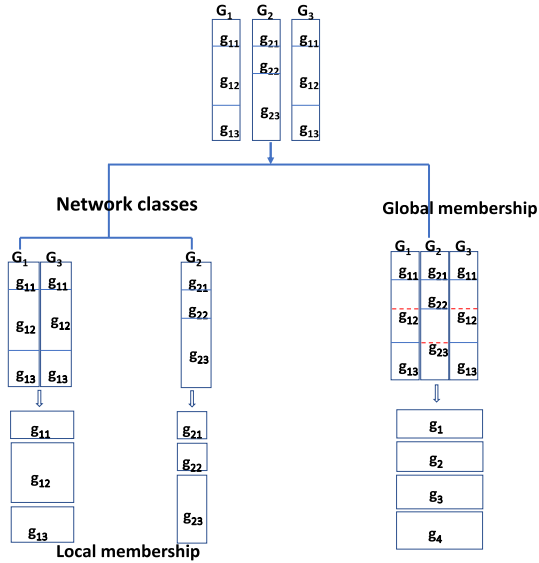 G1 G2 G3
g11 g21 g11
g22
g12 g12
g23
g13 g13
Network classes
Global membership
G1 G3 G2
G1 G2 G3
g11 g11 g21
g11 g21 g11
g22
g22
g12 g12
g12 g12
g23
g23
g13 g13
g13 g13
g11 g21
g1
g22
g2
g12
g3
g23
g13
g4
Local membership